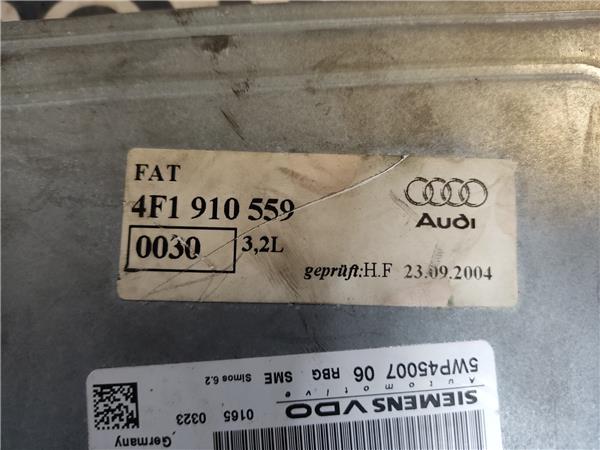 FAT
4F1 910 559
0030 3,2L
Audi
geprüft:H.F 23.09.2004
5WP45007 06 RBG SME Simos 6.2
Automotive
SIEMENS VDO 0165 0323
Germany